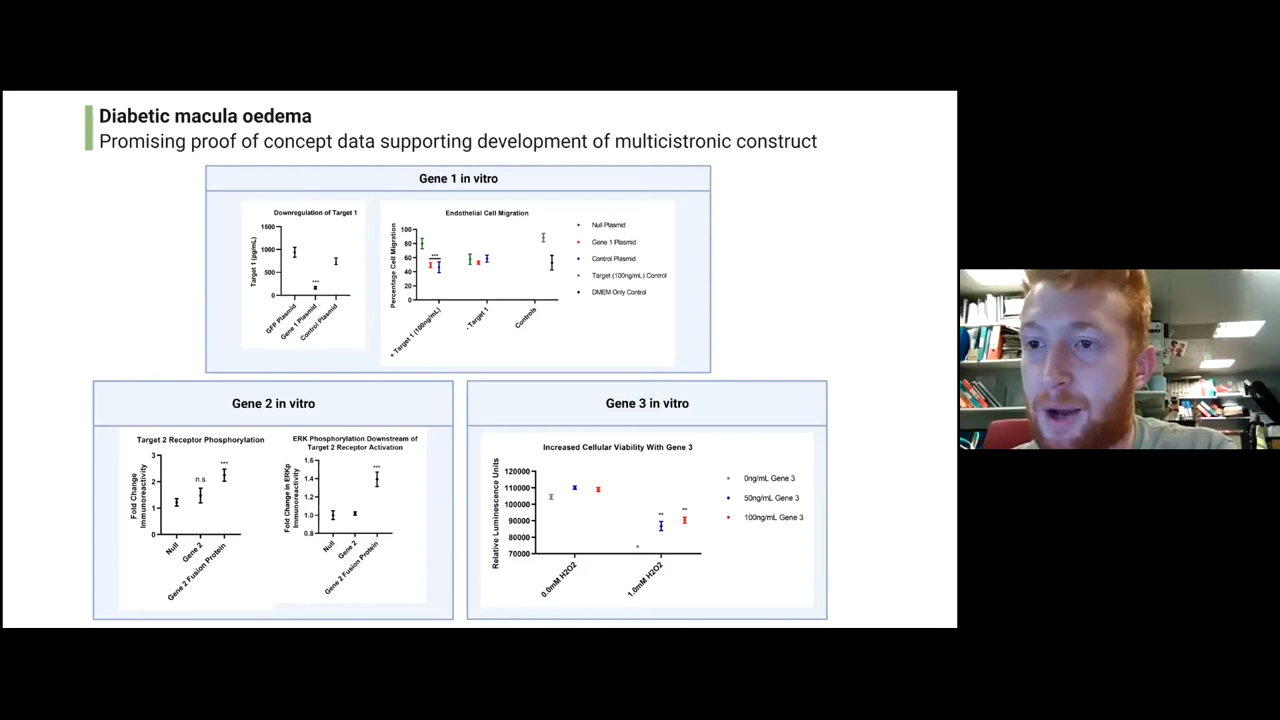 Diabetic macula oedema
Promising proof of concept data supporting development of multicistronic construct
Gene 1 in vitro
Downregulation of Target 1
1500
1000
500
0
Target 1 (pg/mL)
***
GFP Plasmid
Gene 1 Plasmid
Control Plasmid
Endothelial Cell Migration
100
80
60
40
20
0
Percentage Cell Migration
***
+ Target 1 (100ng/mL)
- Target 1
Controls
Null Plasmid
Gene 1 Plasmid
Control Plasmid
Target (100ng/mL) Control
DMEM Only Control
Gene 2 in vitro
Target 2 Receptor Phosphorylation
3
2
1
0
Fold Change
Immunoreactivity
n.s
***
Null
Gene 2
Gene 2 Fusion Protein
ERK Phosphorylation Downstream of
Target 2 Receptor Activation
1.6
1.4
1.2
1.0
0.8
Fold Change in ERKp
Immunoreactivity
***
Null
Gene 2
Gene 2 Fusion Protein
Gene 3 in vitro
Increased Cellular Viability With Gene 3
120000
110000
100000
90000
80000
70000
Relative Luminescence Units
**
**
0.0mM H2O2
1.0mM H2O2
0ng/mL Gene 3
50ng/mL Gene 3
100ng/mL Gene 3